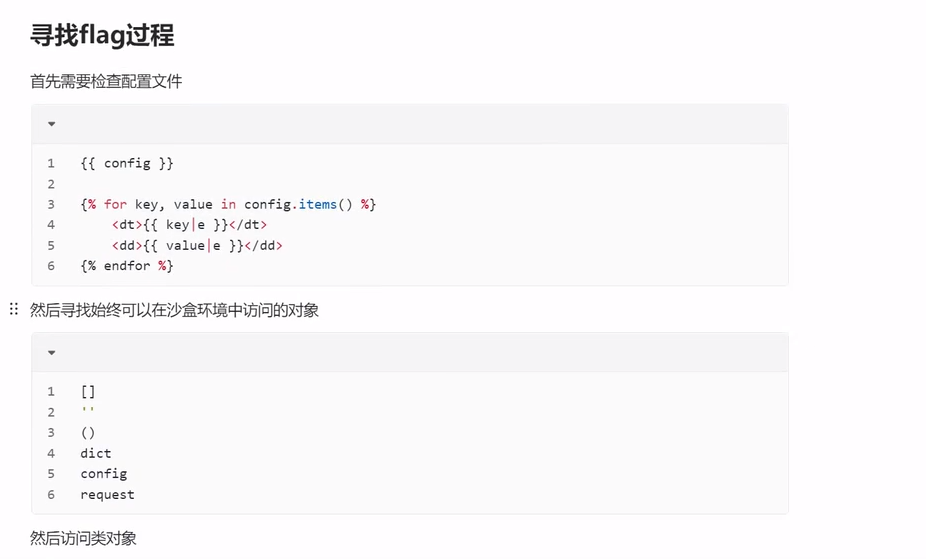 寻找flag过程
首先需要检查配置文件
1 {{ config }}
2
3 {% for key, value in config.items() %}
4 <dt>{{ key|e }}</dt>
5 <dd>{{ value|e }}</dd>
6 {% endfor %}
然后寻找始终可以在沙盒环境中访问的对象
1 []
2 ''
3 ()
4 dict
5 config
6 request
然后访问类对象